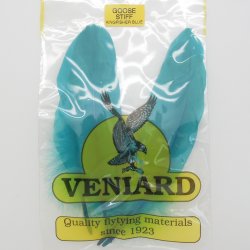 GOOSE
STIFF
KINGFISHER BLUE
VENIARD
Quality flytying materials
since 1923